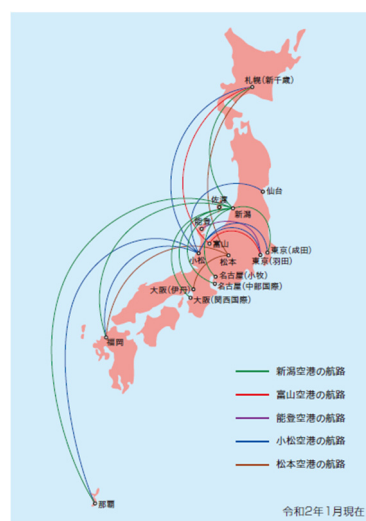 札幌(新千歳)
仙台
佐渡
新潟
能登
富山
小松
松本
東京(成田)
東京(羽田)
名古屋(小牧)
名古屋(中部国際)
大阪(伊丹)
大阪(関西国際)
福岡
那覇
新潟空港の航路
富山空港の航路
能登空港の航路
小松空港の航路
松本空港の航路
令和2年1月現在